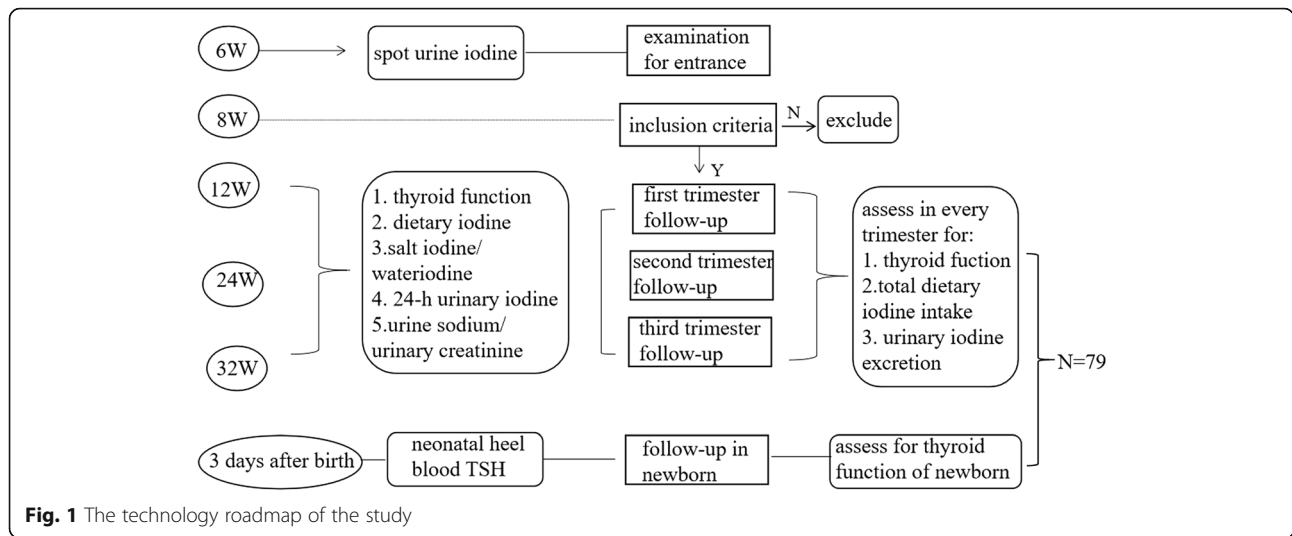 6W
spot urine iodine
examination
for entrance
8W
inclusion criteria
N
exclude
Y
12W
24W
32W
1. thyroid function
2. dietary iodine
3.salt iodine/
wateriodine
4. 24-h urinary iodine
5.urine sodium/
urinary creatinine
first trimester
follow-up
second trimester
follow-up
third trimester
follow-up
assess in every
trimester for:
1. thyroid fuction
2.total dietary
iodine intake
3. urinary iodine
excretion
N=79
3 days after birth
neonatal heel
blood TSH
follow-up in
newborn
assess for thyroid
function of newborn
Fig. 1 The technology roadmap of the study